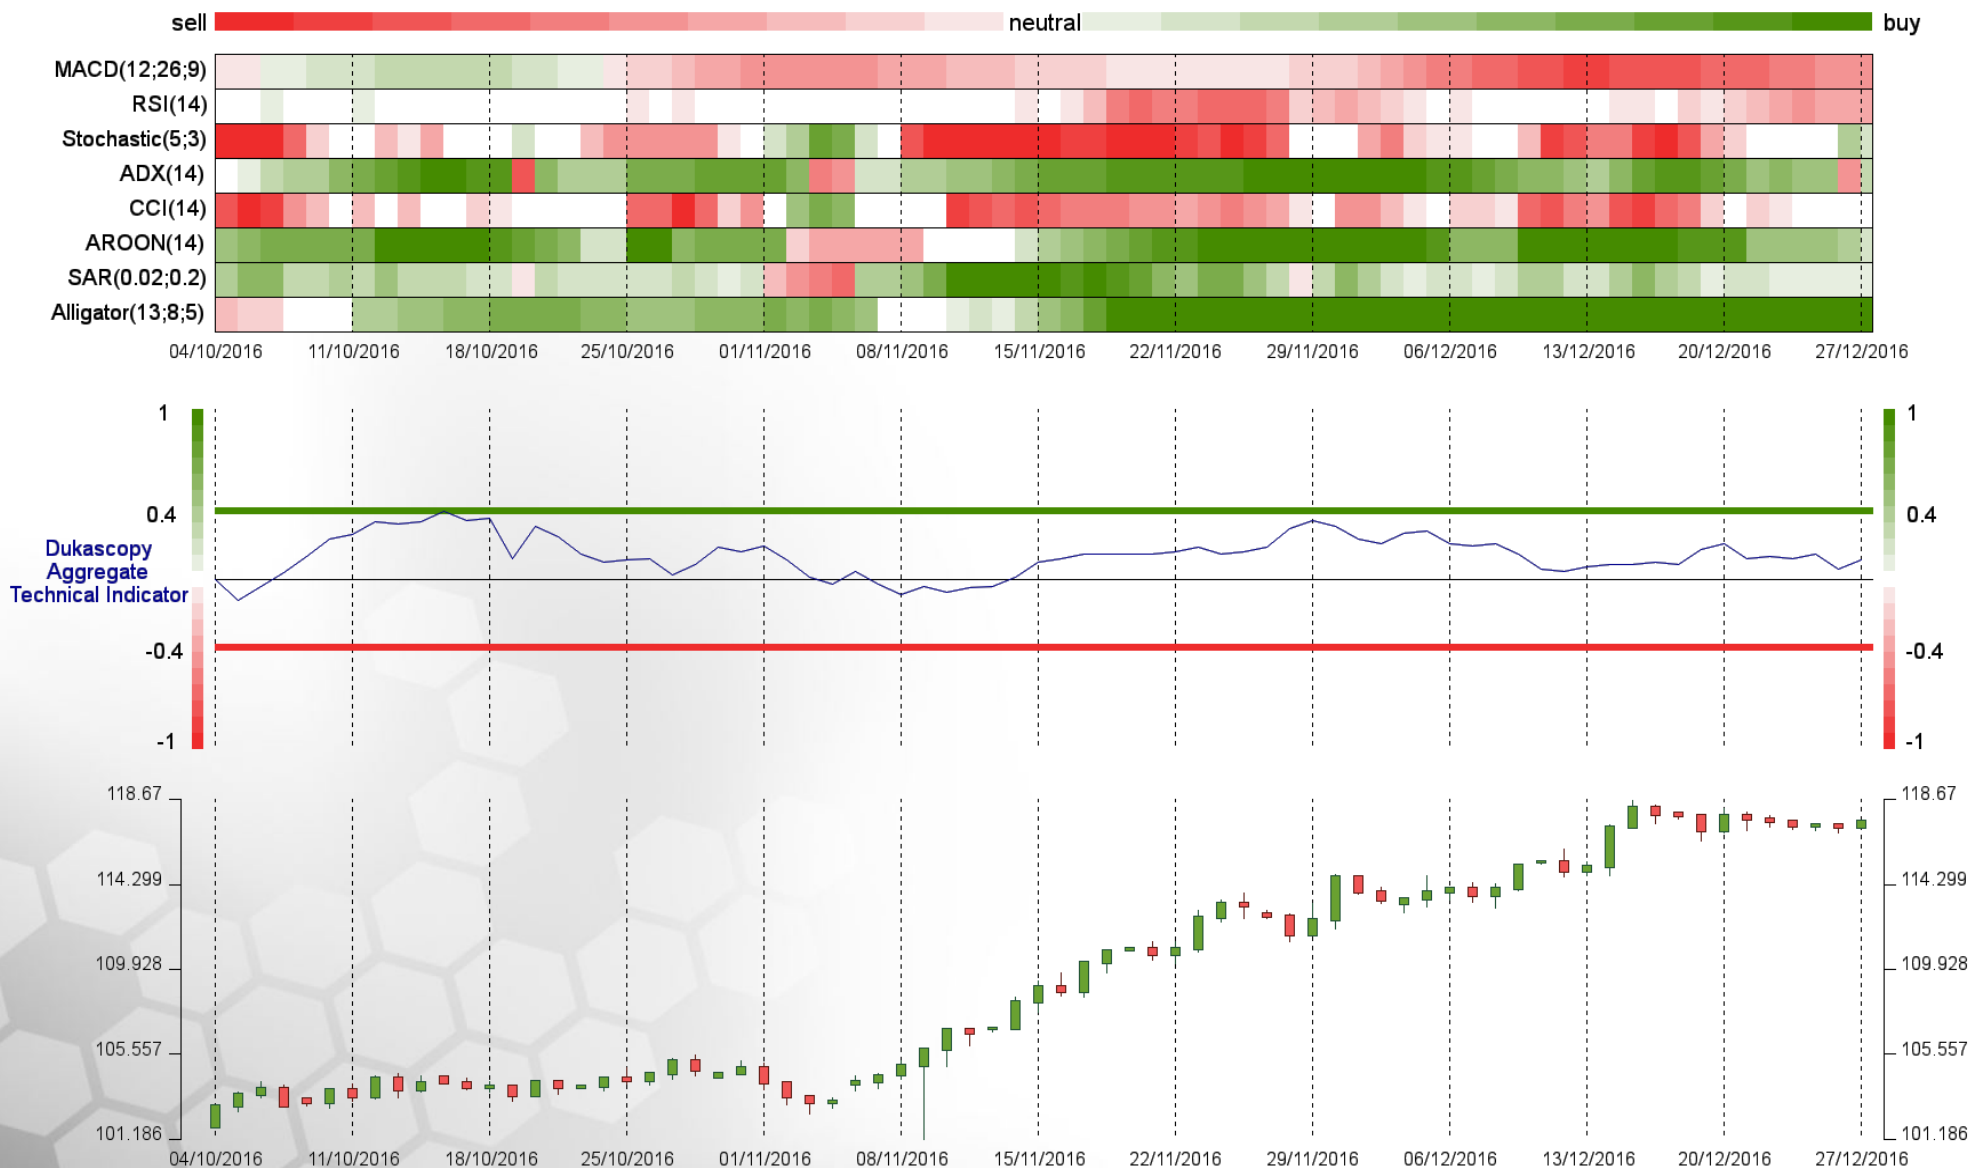 sell neutral buy
MACD(12;26;9)
RSI(14)
Stochastic(5;3)
ADX(14)
CCI(14)
AROON(14)
SAR(0.02;0.2)
Alligator(13;8;5)
04/10/2016 11/10/2016 18/10/2016 25/10/2016 01/11/2016 08/11/2016 15/11/2016 22/11/2016 29/11/2016 06/12/2016 13/12/2016 20/12/2016 27/12/2016
1 1
0.4 0.4
Dukascopy
Aggregate
Technical Indicator
-0.4 -0.4
-1 -1
118.67 118.67
114.299 114.299
109.928 109.928
105.557 105.557
101.186 101.186
04/10/2016 11/10/2016 18/10/2016 25/10/2016 01/11/2016 08/11/2016 15/11/2016 22/11/2016 29/11/2016 06/12/2016 13/12/2016 20/12/2016 27/12/2016